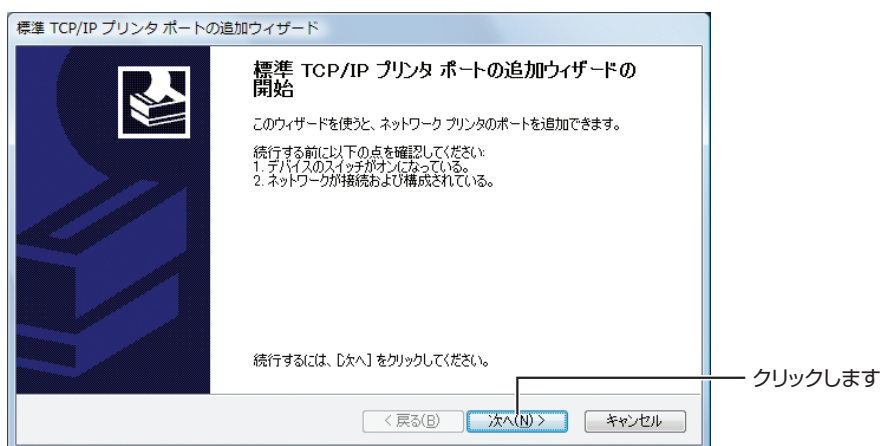 標準 TCP/IP プリンタ ポートの追加ウィザード
標準 TCP/IP プリンタ ポートの追加ウィザードの
開始
このウィザードを使うと、ネットワーク プリンタのポートを追加できます。
続行する前に以下の点を確認してください:
1. デバイスのスイッチがオンになっている。
2. ネットワークが接続および構成されている。
続行するには、[次へ] をクリックしてください。
クリックします
< 戻る(B)
次へ(N) >
キャンセル